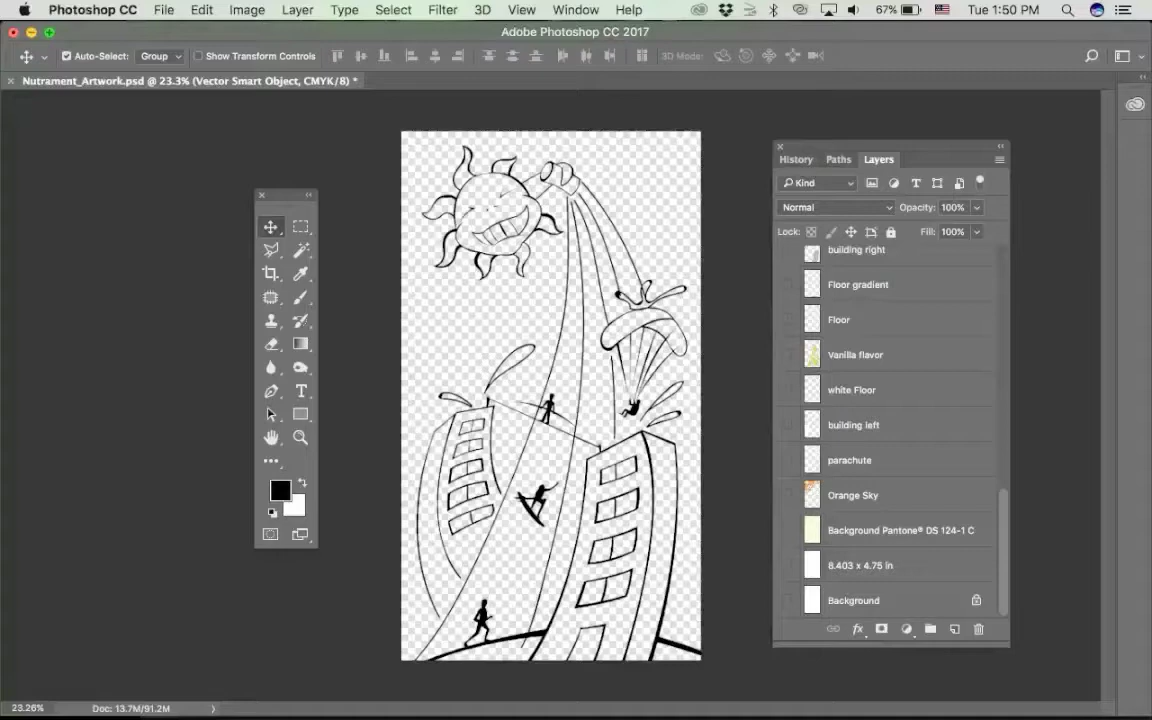 Photoshop CC File Edit Image Layer Type Select Filter 3D View Window Help 67% Tue 1:50 PM
Adobe Photoshop CC 2017
Auto-Select: Group Show Transform Controls 3D Mode:
× Nutrament_Artwork.psd @ 23.3% (Vector Smart Object, CMYK/8) *
History Paths Layers
Kind T
Normal Opacity: 100%
Lock: Fill: 100%
building right
Floor gradient
Floor
Vanilla flavor
white Floor
building left
parachute
Orange Sky
Background Pantone® DS 124-1 C
8.403 x 4.75 in
Background
fx
T
23.26% Doc: 13.7M/91.2M